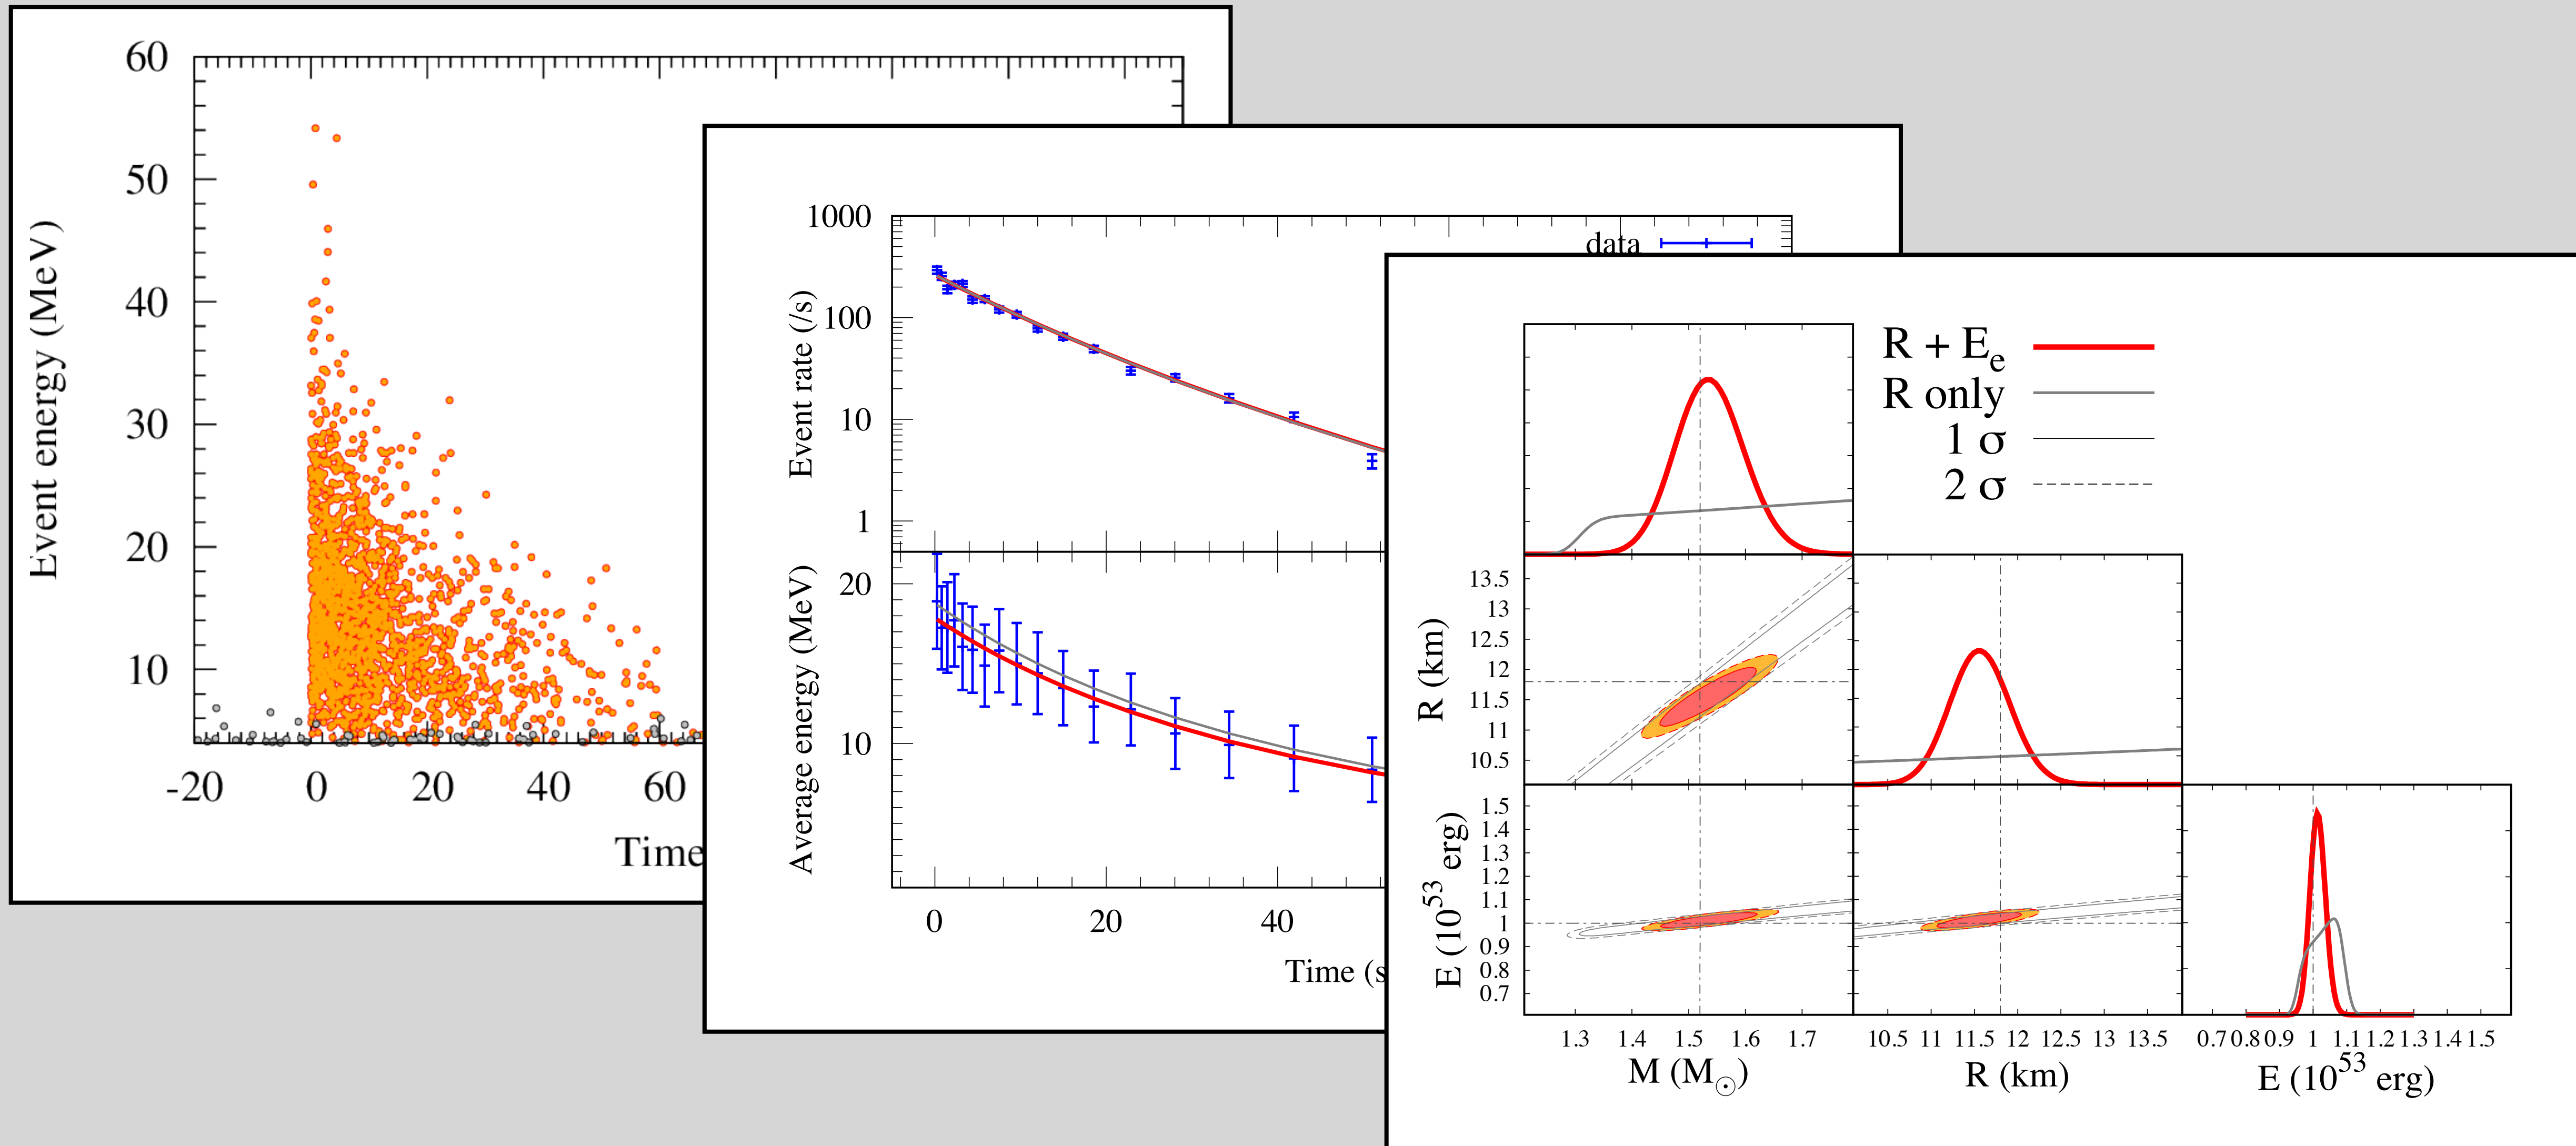 60
50
40
30
20
10
Event energy (MeV)
-20 0 20 40 60
Time
1000
100
10
1
Event rate (/s)
data
20
10
Average energy (MeV)
0 20 40
Time (s
R + Ee
R only
1 σ
2 σ
13.5
13
12.5
12
11.5
11
10.5
R (km)
1.5
1.4
1.3
1.2
1.1
1
0.9
0.8
0.7
E (10^53 erg)
1.3 1.4 1.5 1.6 1.7
M (M☉)
10.5 11 11.5 12 12.5 13 13.5
R (km)
0.7 0.8 0.9 1 1.1 1.2 1.3 1.4 1.5
E (10^53 erg)